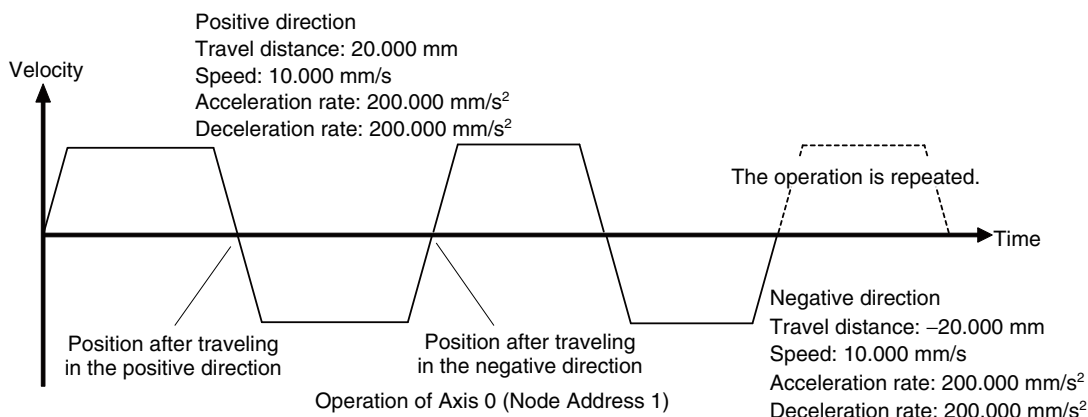 Positive direction
Travel distance: 20.000 mm
Speed: 10.000 mm/s
Acceleration rate: 200.000 mm/s²
Deceleration rate: 200.000 mm/s²
Velocity
The operation is repeated.
Time
Position after traveling
in the positive direction
Position after traveling
in the negative direction
Negative direction
Travel distance: −20.000 mm
Speed: 10.000 mm/s
Acceleration rate: 200.000 mm/s²
Deceleration rate: 200.000 mm/s²
Operation of Axis 0 (Node Address 1)